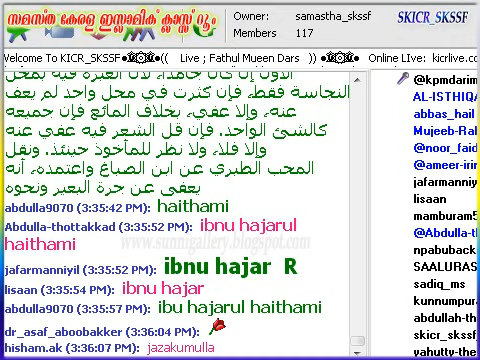 സമസ്ത കേരള ഇസ്ലാമിക് ക്ലാസ്സ് റൂം
Owner: samastha_skssf
SKICR_SKSSF
Members 117
Welcome To KICR_SKSSF Live ; Fathul Mueen Dars )) Online LIve: kicrlive.co
الأول إن كان جامدا، لأن العبرة فيه بمحل
النجاسة فقط، فإن كثرت في محل واحد لم يعف
عنه، وإلا عفي، بخلاف المائع فإن جميعه
كالشئ الواحد. فإن قل الشعر فيه عفي عنه
وإلا فلا، ولا نظر للمأخوذ حينئذ. ونقل
المحب الطبري عن ابن الصباغ واعتمده، أنه
يعفى عن جرة البعير ونحوه
abdulla9070 (3:35:42 PM): haithami
Abdulla-thottakkad (3:35:52 PM): ibnu hajarul
haithami
www.sunnigallery.blogspot.com
jafarmanniyil (3:35:52 PM): ibnu hajar R
lisaan (3:35:54 PM): ibnu hajar
abdulla9070 (3:35:57 PM): ibu hajarul haithami
dr_asaf_aboobakker (3:36:04 PM):
hisham.ak (3:36:07 PM): jazakumulla
@kpmdarim
AL-ISTHIQA
abbas_hail
Mujeeb-Ral
@noor_faid
@ameer-irin
jafarmanniy
lisaan
mamburam5
@Abdulla-th
npabuback
SAALURAS
sadiq_ms
kunnumpur
abdullah-th
skicr_skssf
yahutty-the